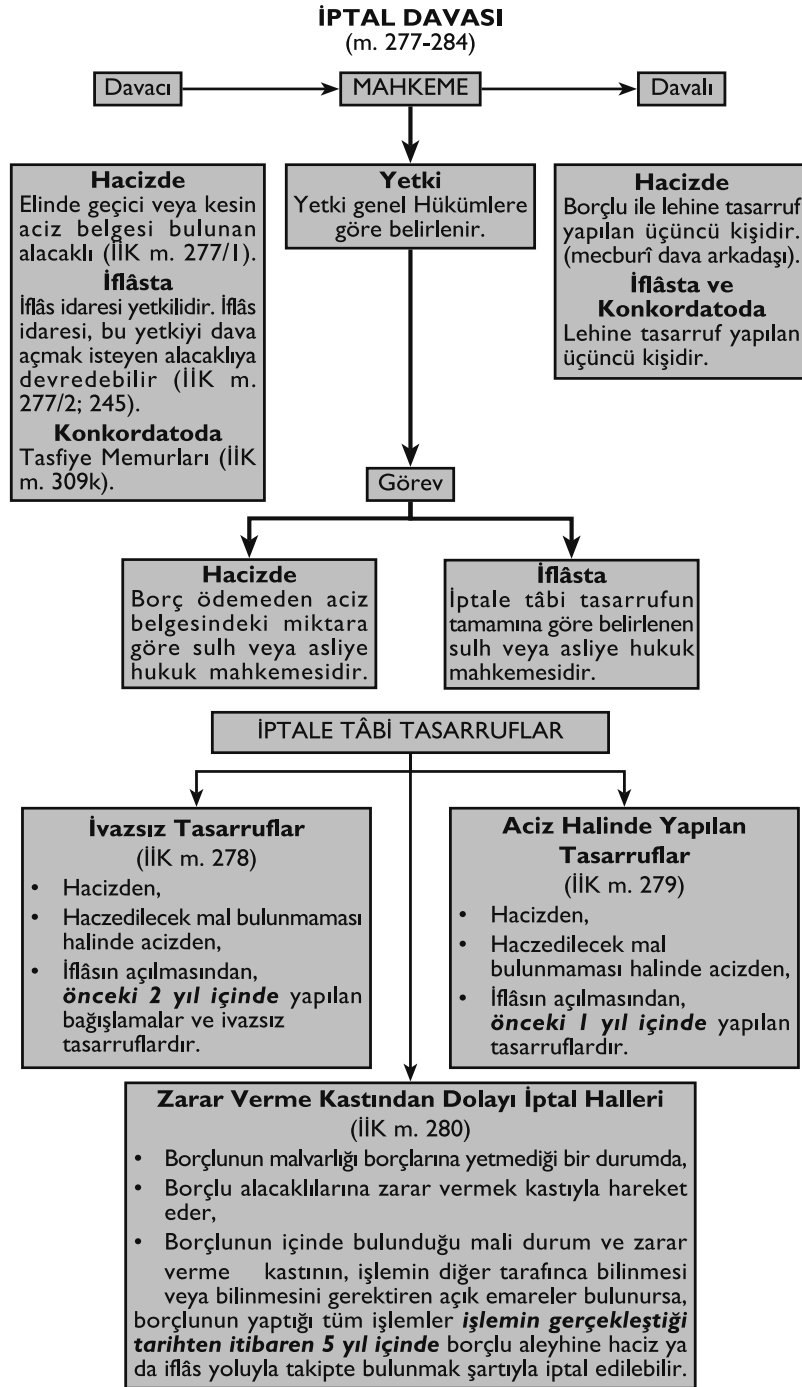 İPTAL DAVASI
(m. 277-284)
Davacı
MAHKEME
Davalı
Hacizde
Elinde geçici veya kesin
aciz belgesi bulunan
alacaklı (İİK m. 277/1).
İflâsta
İflâs idaresi yetkilidir. İflâs
idaresi, bu yetkiyi dava
açmak isteyen alacaklıya
devredebilir (İİK m.
277/2; 245).
Konkordatoda
Tasfiye Memurları (İİK
m. 309k).
Yetki
Yetki genel Hükümlere
göre belirlenir.
Hacizde
Borçlu ile lehine tasarruf
yapılan üçüncü kişidir.
(mecburî dava arkadaşı).
İflâsta ve
Konkordatoda
Lehine tasarruf yapılan
üçüncü kişidir.
Görev
Hacizde
Borç ödemeden aciz
belgesindeki miktara
göre sulh veya asliye
hukuk mahkemesidir.
İflâsta
İptale tâbi tasarrufun
tamamına göre belirlenen
sulh veya asliye hukuk
mahkemesidir.
İPTALE TÂBİ TASARRUFLAR
İvazsız Tasarruflar
(İİK m. 278)
• Hacizden,
• Haczedilecek mal bulunmaması
halinde acizden,
• İflâsın açılmasından,
önceki 2 yıl içinde yapılan
bağışlamalar ve ivazsız
tasarruflardır.
Aciz Halinde Yapılan
Tasarruflar
(İİK m. 279)
• Hacizden,
• Haczedilecek mal
bulunmaması halinde acizden,
• İflâsın açılmasından,
önceki 1 yıl içinde yapılan
tasarruflardır.
Zarar Verme Kastından Dolayı İptal Halleri
(İİK m. 280)
• Borçlunun malvarlığı borçlarına yetmediği bir durumda,
• Borçlu alacaklılarına zarar vermek kastıyla hareket
eder,
• Borçlunun içinde bulunduğu mali durum ve zarar
verme kastının, işlemin diğer tarafınca bilinmesi
veya bilinmesini gerektiren açık emareler bulunursa,
borçlunun yaptığı tüm işlemler işlemin gerçekleştiği
tarihten itibaren 5 yıl içinde borçlu aleyhine haciz ya
da iflâs yoluyla takipte bulunmak şartıyla iptal edilebilir.